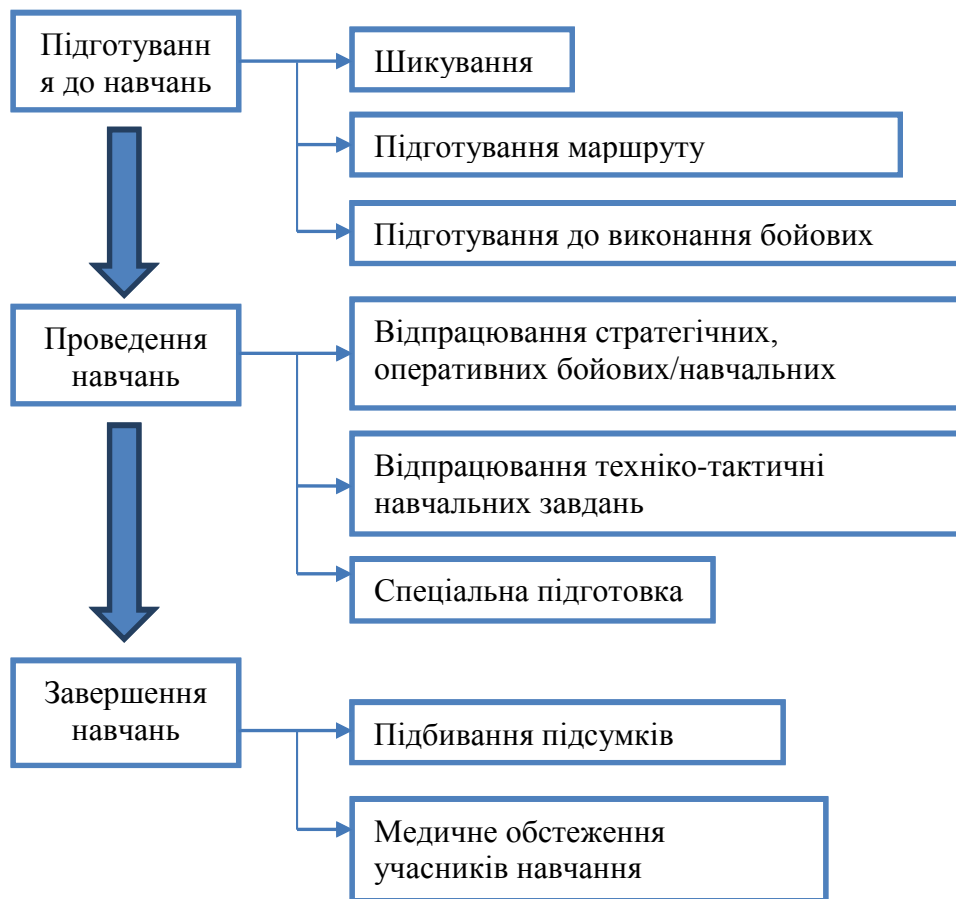 Підготуванн
я до навчань
Шикування
Підготування маршруту
Підготування до виконання бойових
Проведення
навчань
Відпрацювання стратегічних,
оперативних бойових/навчальних
Відпрацювання техніко-тактичні
навчальних завдань
Спеціальна підготовка
Завершення
навчань
Підбивання підсумків
Медичне обстеження
учасників навчання